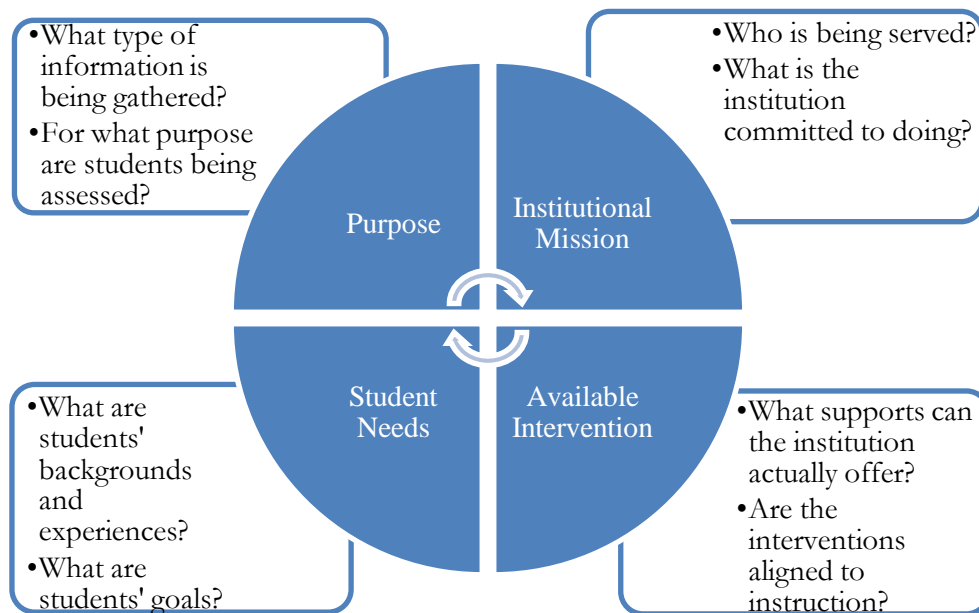 •What type of
information is
being gathered?
•For what purpose
are students being
assessed?
•Who is being served?
•What is the
institution
committed to doing?
Purpose
Institutional
Mission
Student
Needs
Available
Intervention
•What are
students'
backgrounds
and
experiences?
•What are
students' goals?
•What supports can
the institution
actually offer?
•Are the
interventions
aligned to
instruction?